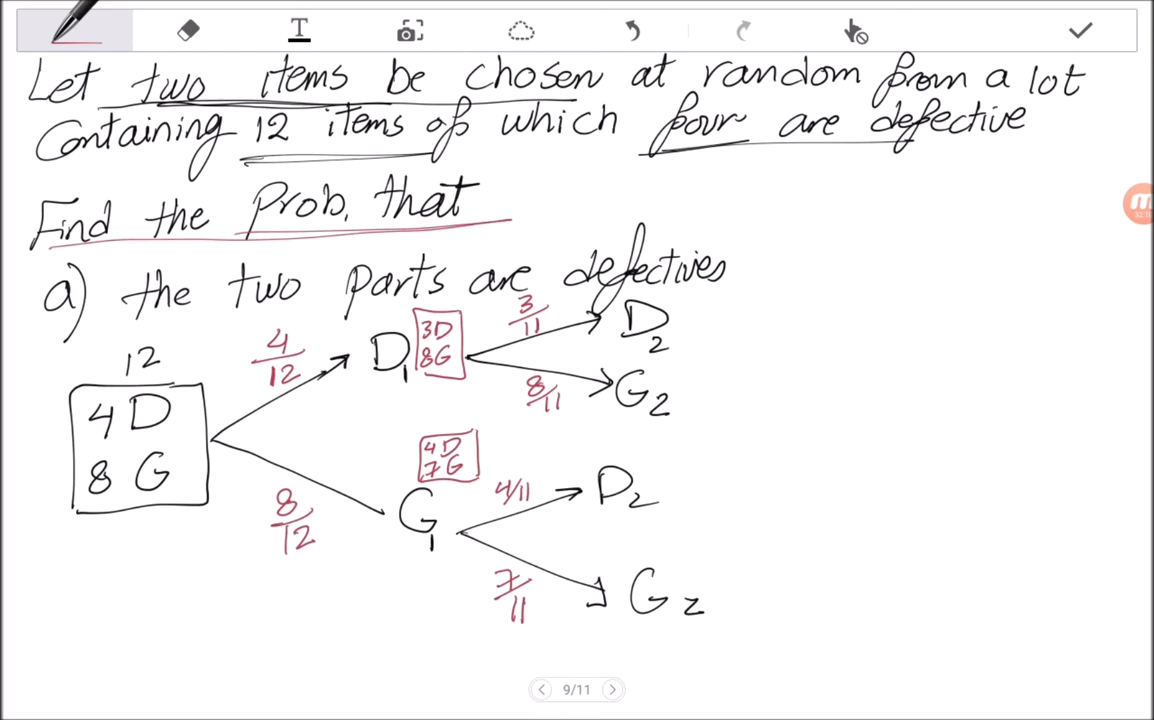 T
Let two items be chosen at random from a lot
Containing 12 items of which four are defective
Find the Prob. that
a) the two parts are defectives
12
4 D
8 G
4/12
8/12
D1
3D
8G
3/11
8/11
D2
G2
4D
7G
G1
4/11
7/11
D2
G2
9/11